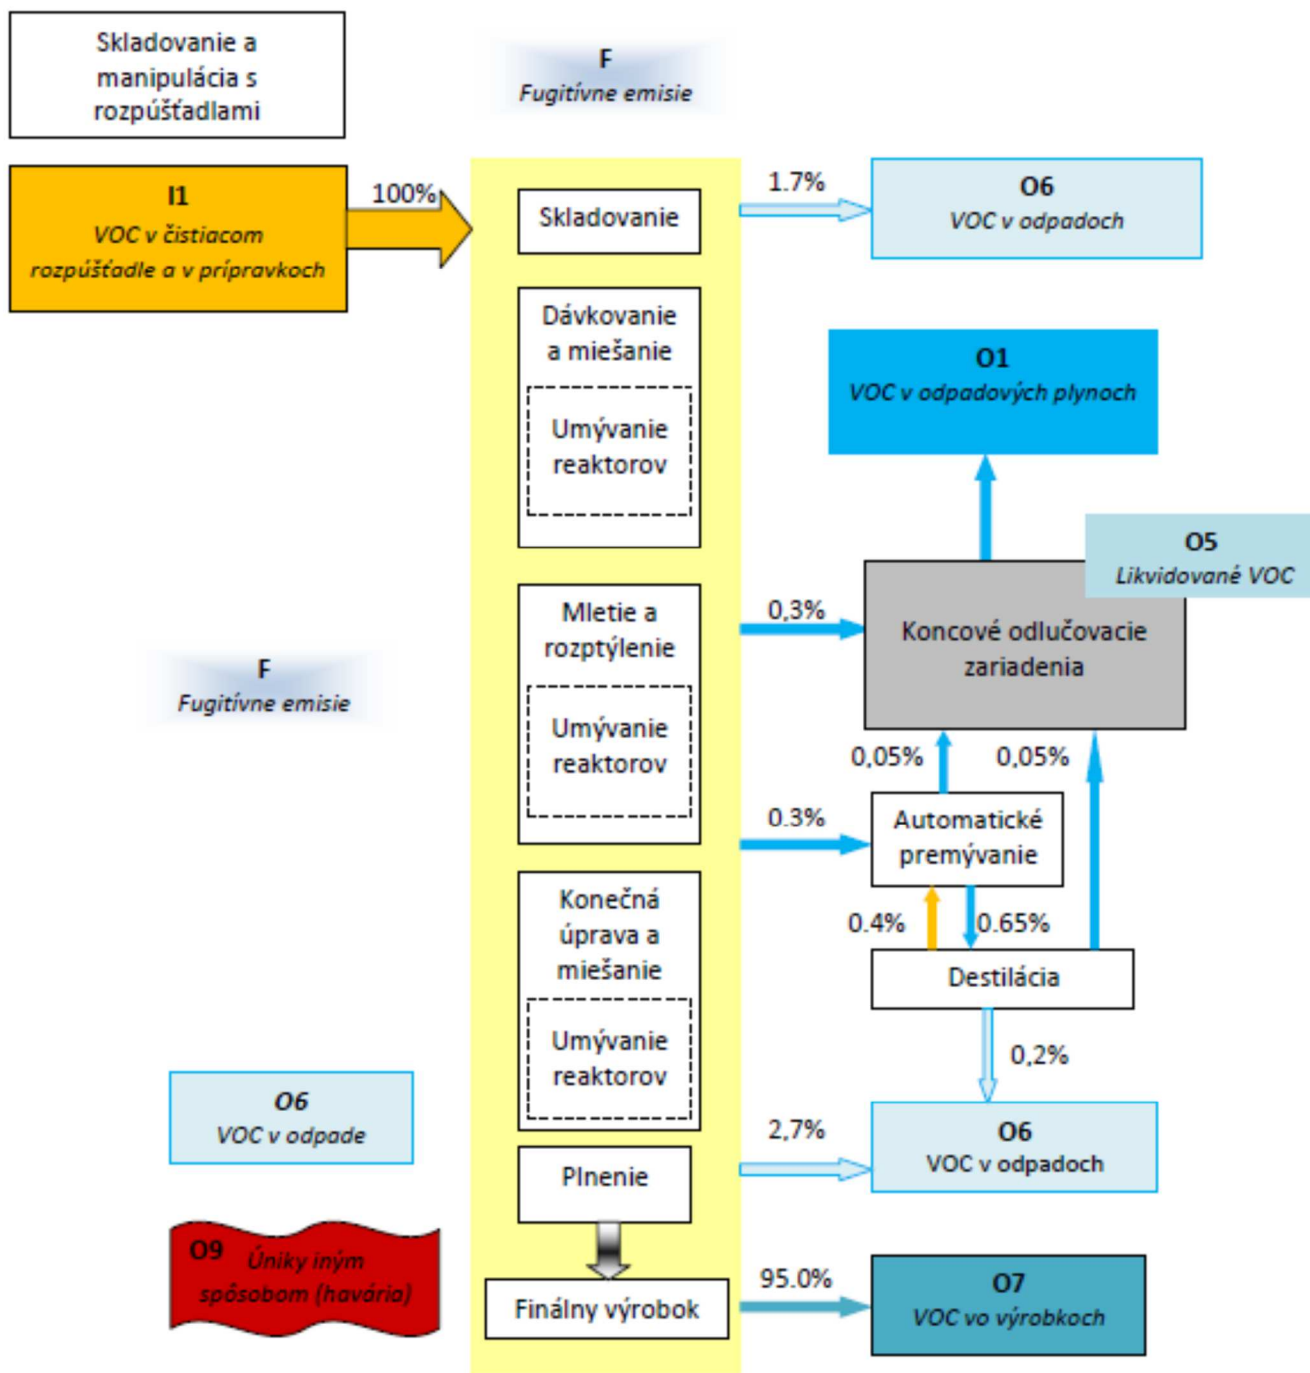 Skladovanie a
manipulácia s
rozpúšťadlami
F
Fugitívne emisie
I1
VOC v čistiacom
rozpúšťadle a v prípravkoch
100%
Skladovanie
1.7%
O6
VOC v odpadoch
Dávkovanie
a miešanie
Umývanie
reaktorov
O1
VOC v odpadových plynoch
O5
Likvidované VOC
Mletie a
rozptýlenie
Umývanie
reaktorov
0,3%
Koncové odlučovacie
zariadenia
F
Fugitívne emisie
0,05%
0,05%
0.3%
Automatické
premývanie
0.4%
0.65%
Konečná
úprava a
miešanie
Umývanie
reaktorov
Destilácia
0,2%
O6
VOC v odpade
2,7%
O6
VOC v odpadoch
Plnenie
O9 Úniky iným
spôsobom (havária)
Finálny výrobok
95.0%
O7
VOC vo výrobkoch